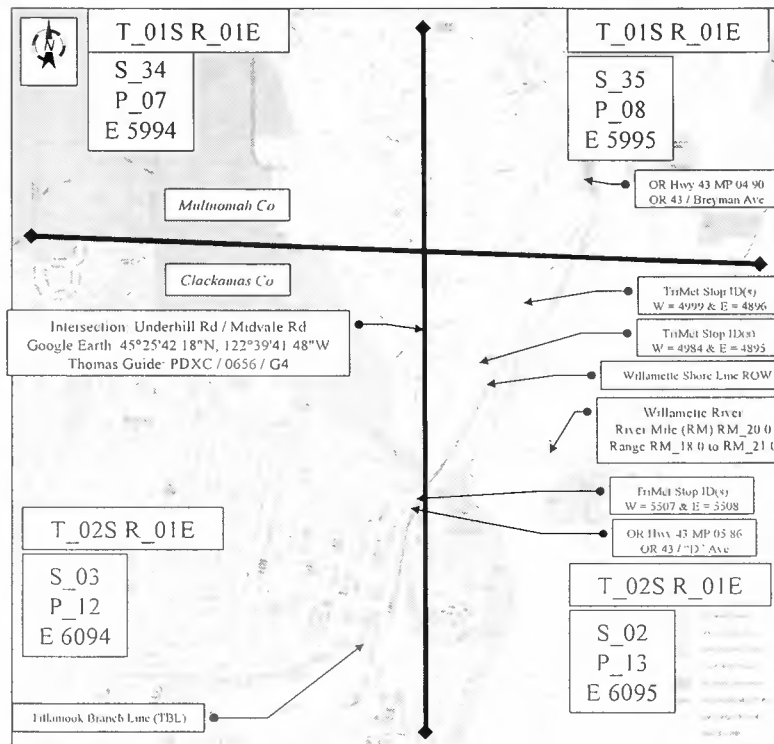 N
T_01S R_01E
S_34
P_07
E 5994
T_01S R_01E
S_35
P_08
E 5995
OR Hwy 43 MP 04 90
OR 43 / Breyman Ave
Multnomah Co
Clackamas Co
Intersection: Underhill Rd / Midvale Rd
Google Earth: 45°25'42 18"N, 122°39'41 48"W
Thomas Guide: PDXC / 0656 / G4
TriMet Stop ID(s)
W = 4999 & E = 4896
TriMet Stop ID(s)
W = 4984 & E = 4895
Willamette Shore Line ROW
Willamette River
River Mile (RM) RM_20 0
Range RM_18 0 to RM_21 0
TriMet Stop ID(s)
W = 5507 & E = 5508
OR Hwy 43 MP 05 86
OR 43 / "D" Ave
T_02S R_01E
S_03
P_12
E 6094
T_02S R_01E
S_02
P_13
E 6095
Tillamook Branch Line (TBL)